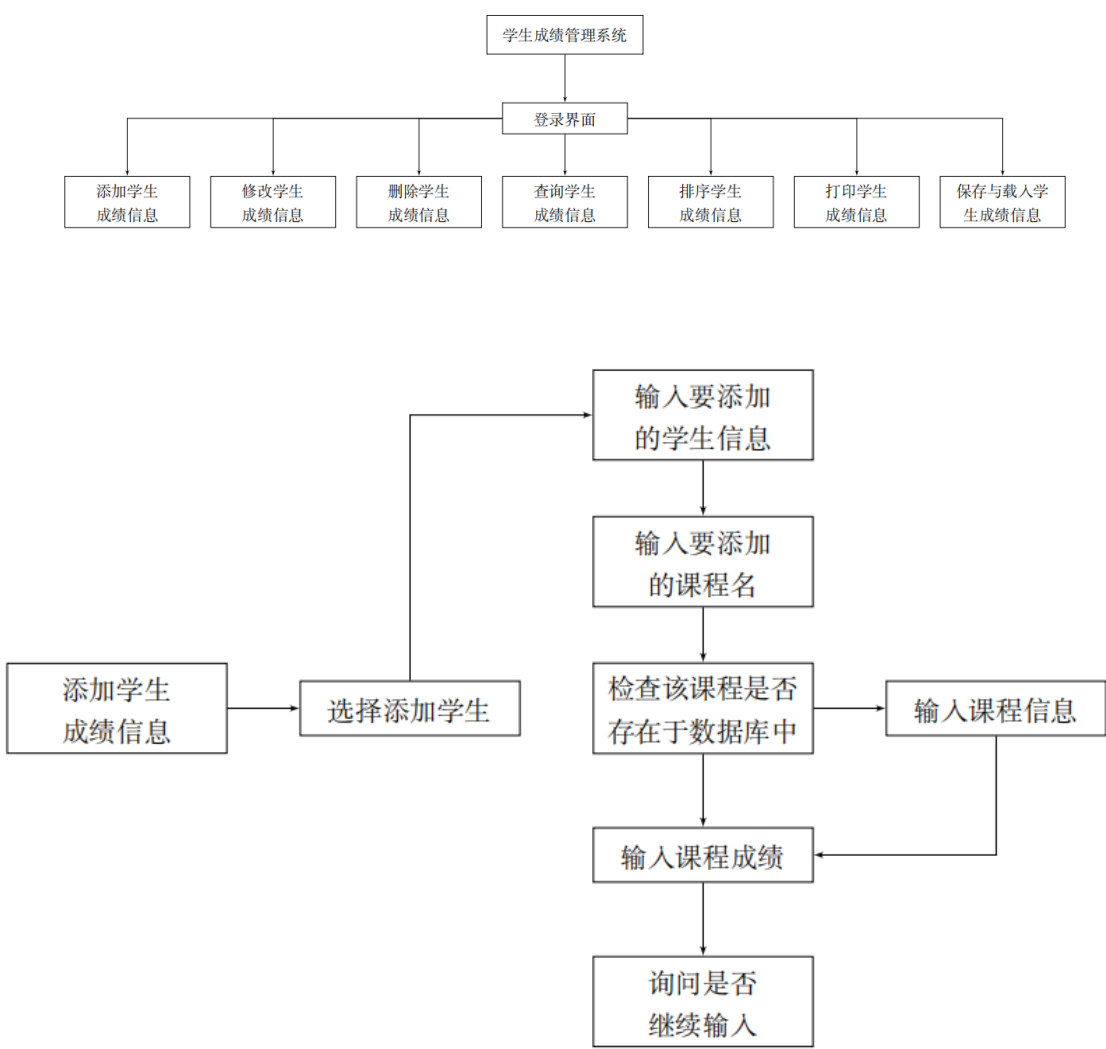 学生成绩管理系统
登录界面
添加学生
成绩信息
修改学生
成绩信息
删除学生
成绩信息
查询学生
成绩信息
排序学生
成绩信息
打印学生
成绩信息
保存与载入学
生成绩信息
输入要添加
的学生信息
输入要添加
的课程名
添加学生
成绩信息
选择添加学生
检查该课程是否
存在于数据库中
输入课程信息
输入课程成绩
询问是否
继续输入